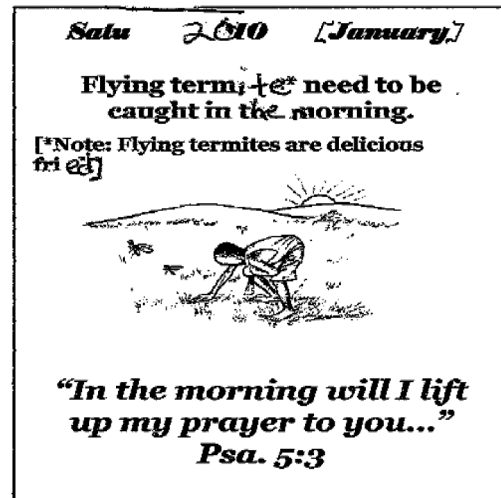 Salu 2010 [January]
Flying termite* need to be
caught in the morning.
[*Note: Flying termites are delicious
fried]
“In the morning will I lift
up my prayer to you...”
Psa. 5:3